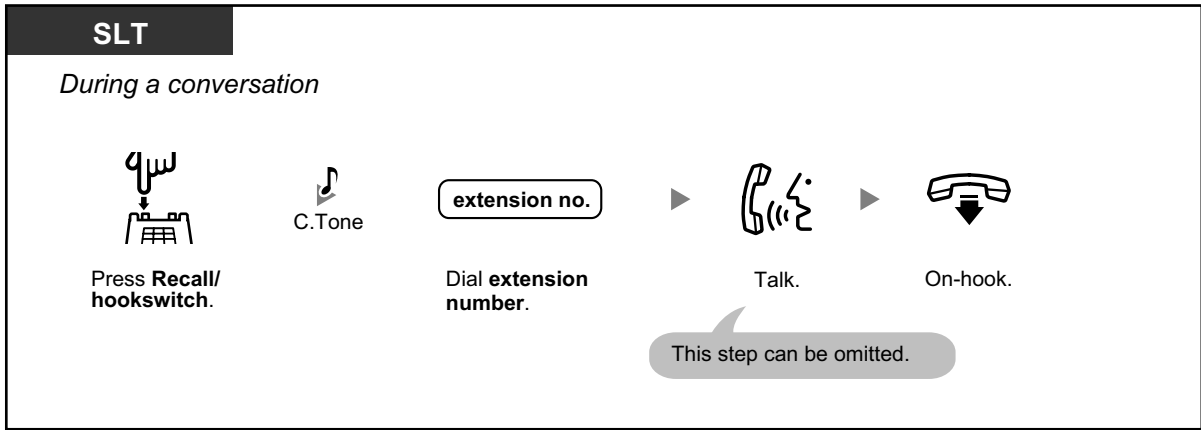 SLT
During a conversation
C.Tone
extension no.
Press Recall/
hookswitch.
Dial extension
number.
Talk.
On-hook.
This step can be omitted.